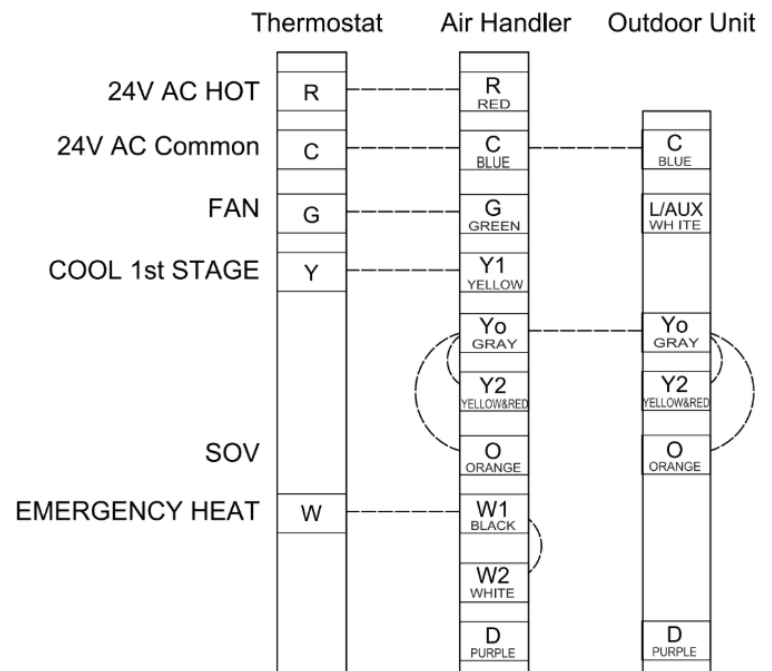 Thermostat Air Handler Outdoor Unit
24V AC HOT R R
RED
24V AC Common C C C
BLUE BLUE
FAN G G L/AUX
GREEN WH ITE
COOL 1st STAGE Y Y1
YELLOW
Yo Yo
GRAY GRAY
Y2 Y2
YELLOW&RED YELLOW&RED
SOV O O
ORANGE ORANGE
EMERGENCY HEAT W W1
BLACK
W2
WHITE
D D
PURPLE PURPLE